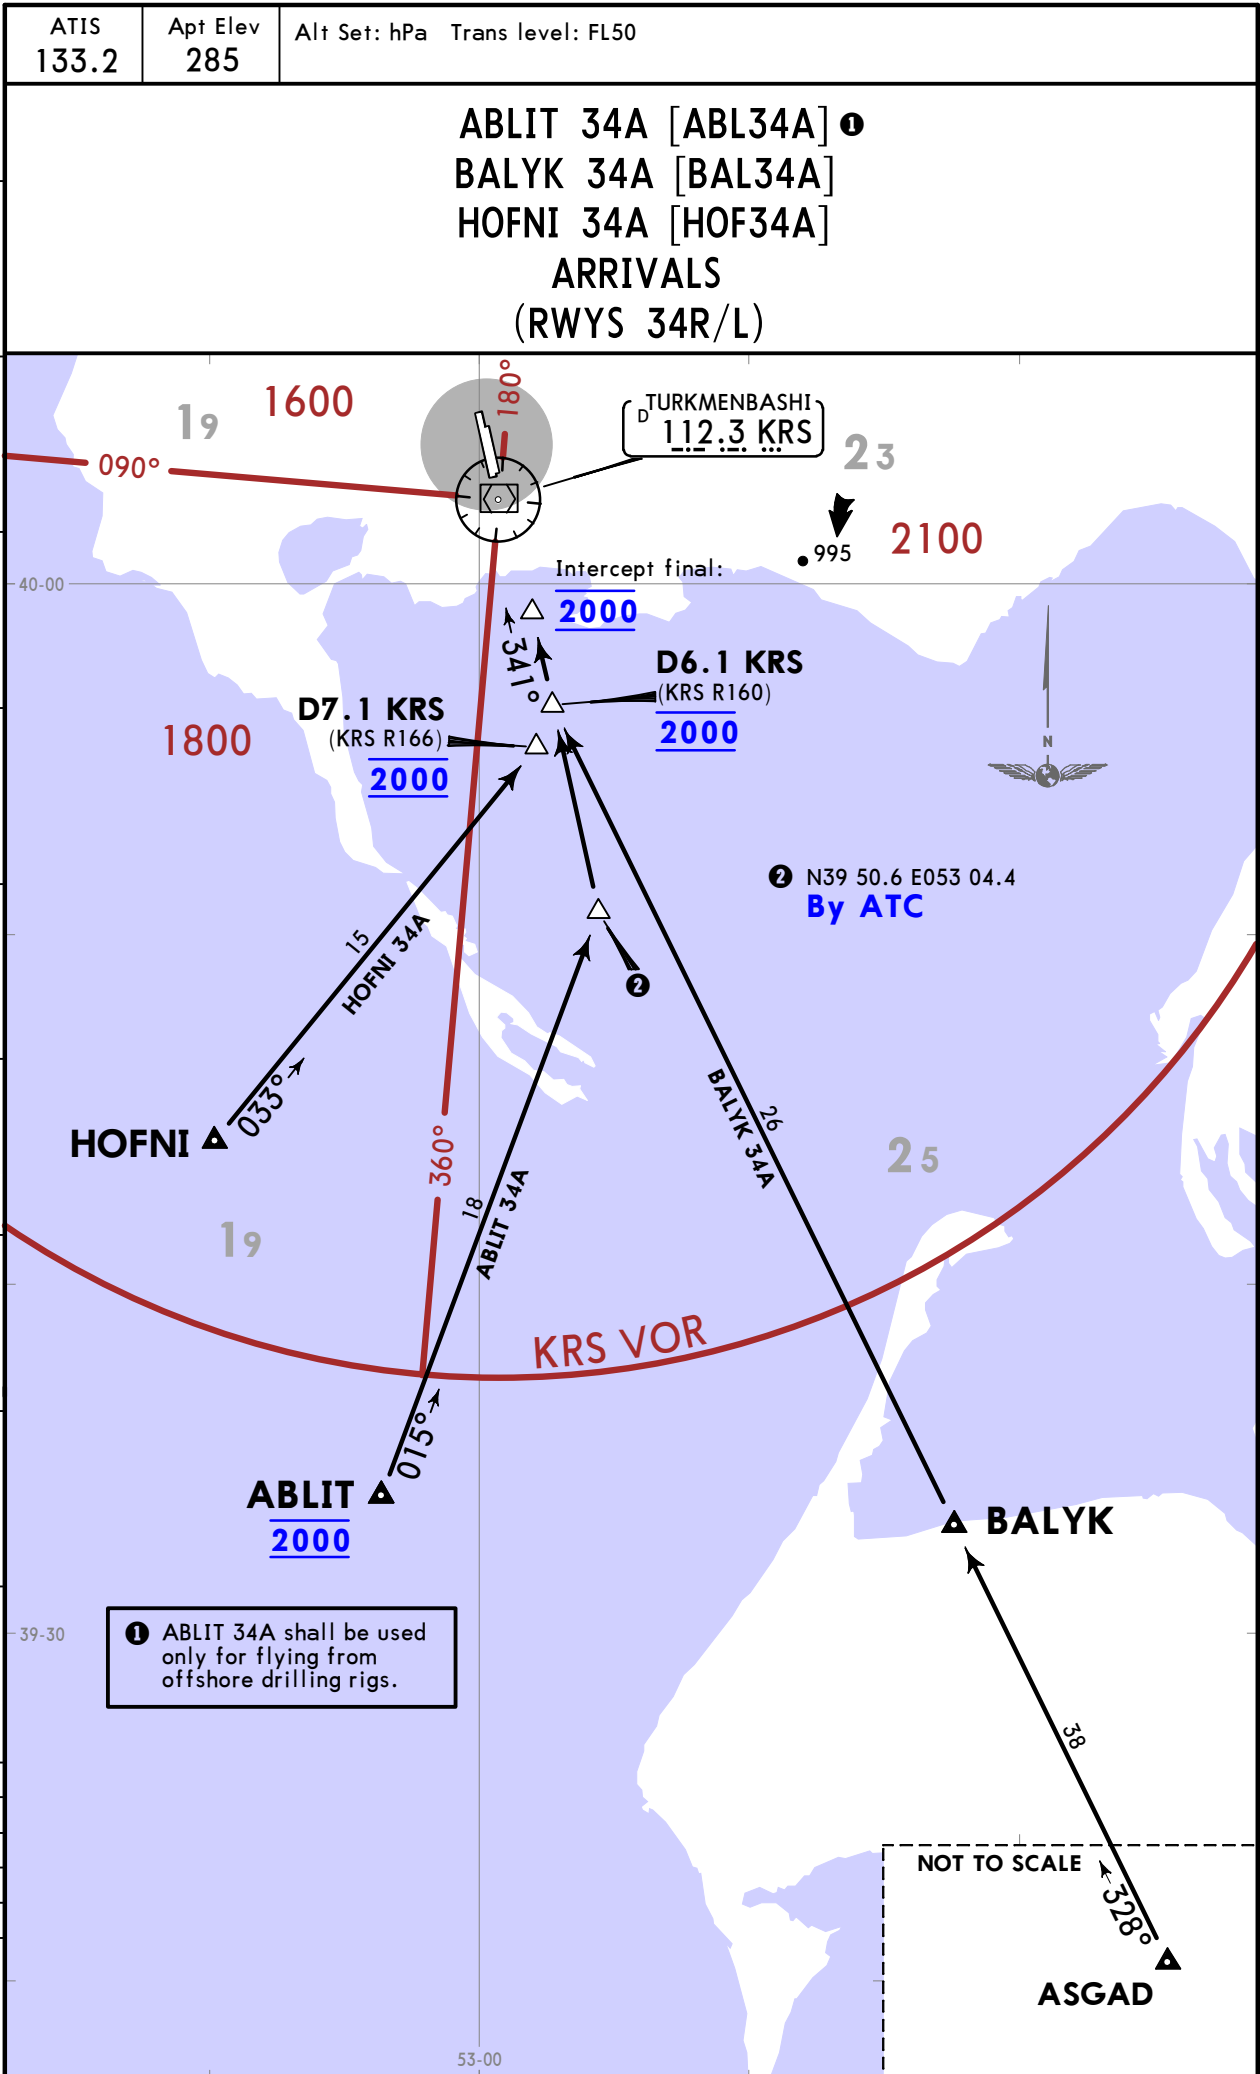 ATIS
133.2
Apt Elev
285
Alt Set: hPa Trans level: FL50
ABLIT 34A [ABL34A] ❶
BALYK 34A [BAL34A]
HOFNI 34A [HOF34A]
ARRIVALS
(RWYS 34R/L)
180°
1600
19
TURKMENBASHI
D 112.3 KRS
23
090°
995
2100
Intercept final:
2000
40-00
341°
D6.1 KRS
(KRS R160)
2000
D7.1 KRS
(KRS R166)
2000
1800
N
❷ N39 50.6 E053 04.4
By ATC
15
HOFNI 34A
❷
033°
HOFNI
26
BALYK 34A
360°
25
18
ABLIT 34A
19
KRS VOR
015°
ABLIT
2000
BALYK
❶ ABLIT 34A shall be used
only for flying from
offshore drilling rigs.
39-30
38
NOT TO SCALE
328°
ASGAD
53-00